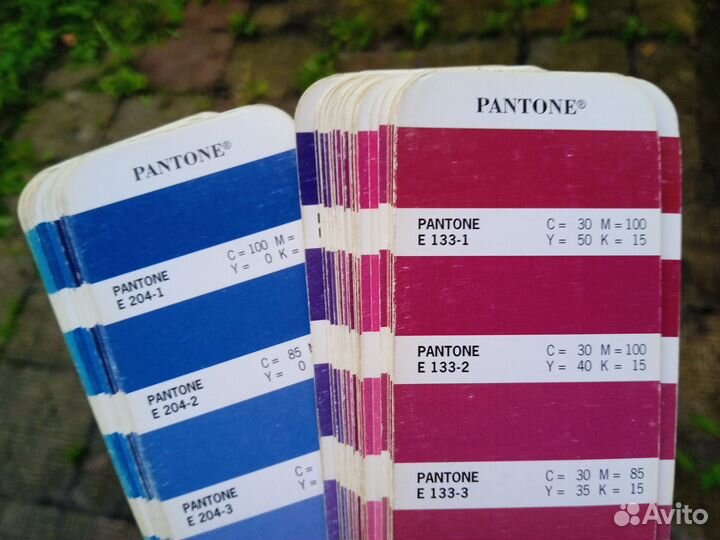 PANTONE®
C=100 M=
Y= 0 K=
PANTONE
E 204-1
C= 85 M
Y= 0
PANTONE
E 204-2
C=
Y=
PANTONE
E 204-3
PANTONE®
PANTONE C= 30 M=100
E 133-1 Y= 50 K= 15
PANTONE C= 30 M=100
E 133-2 Y= 40 K= 15
PANTONE C= 30 M= 85
E 133-3 Y= 35 K= 15
Avito